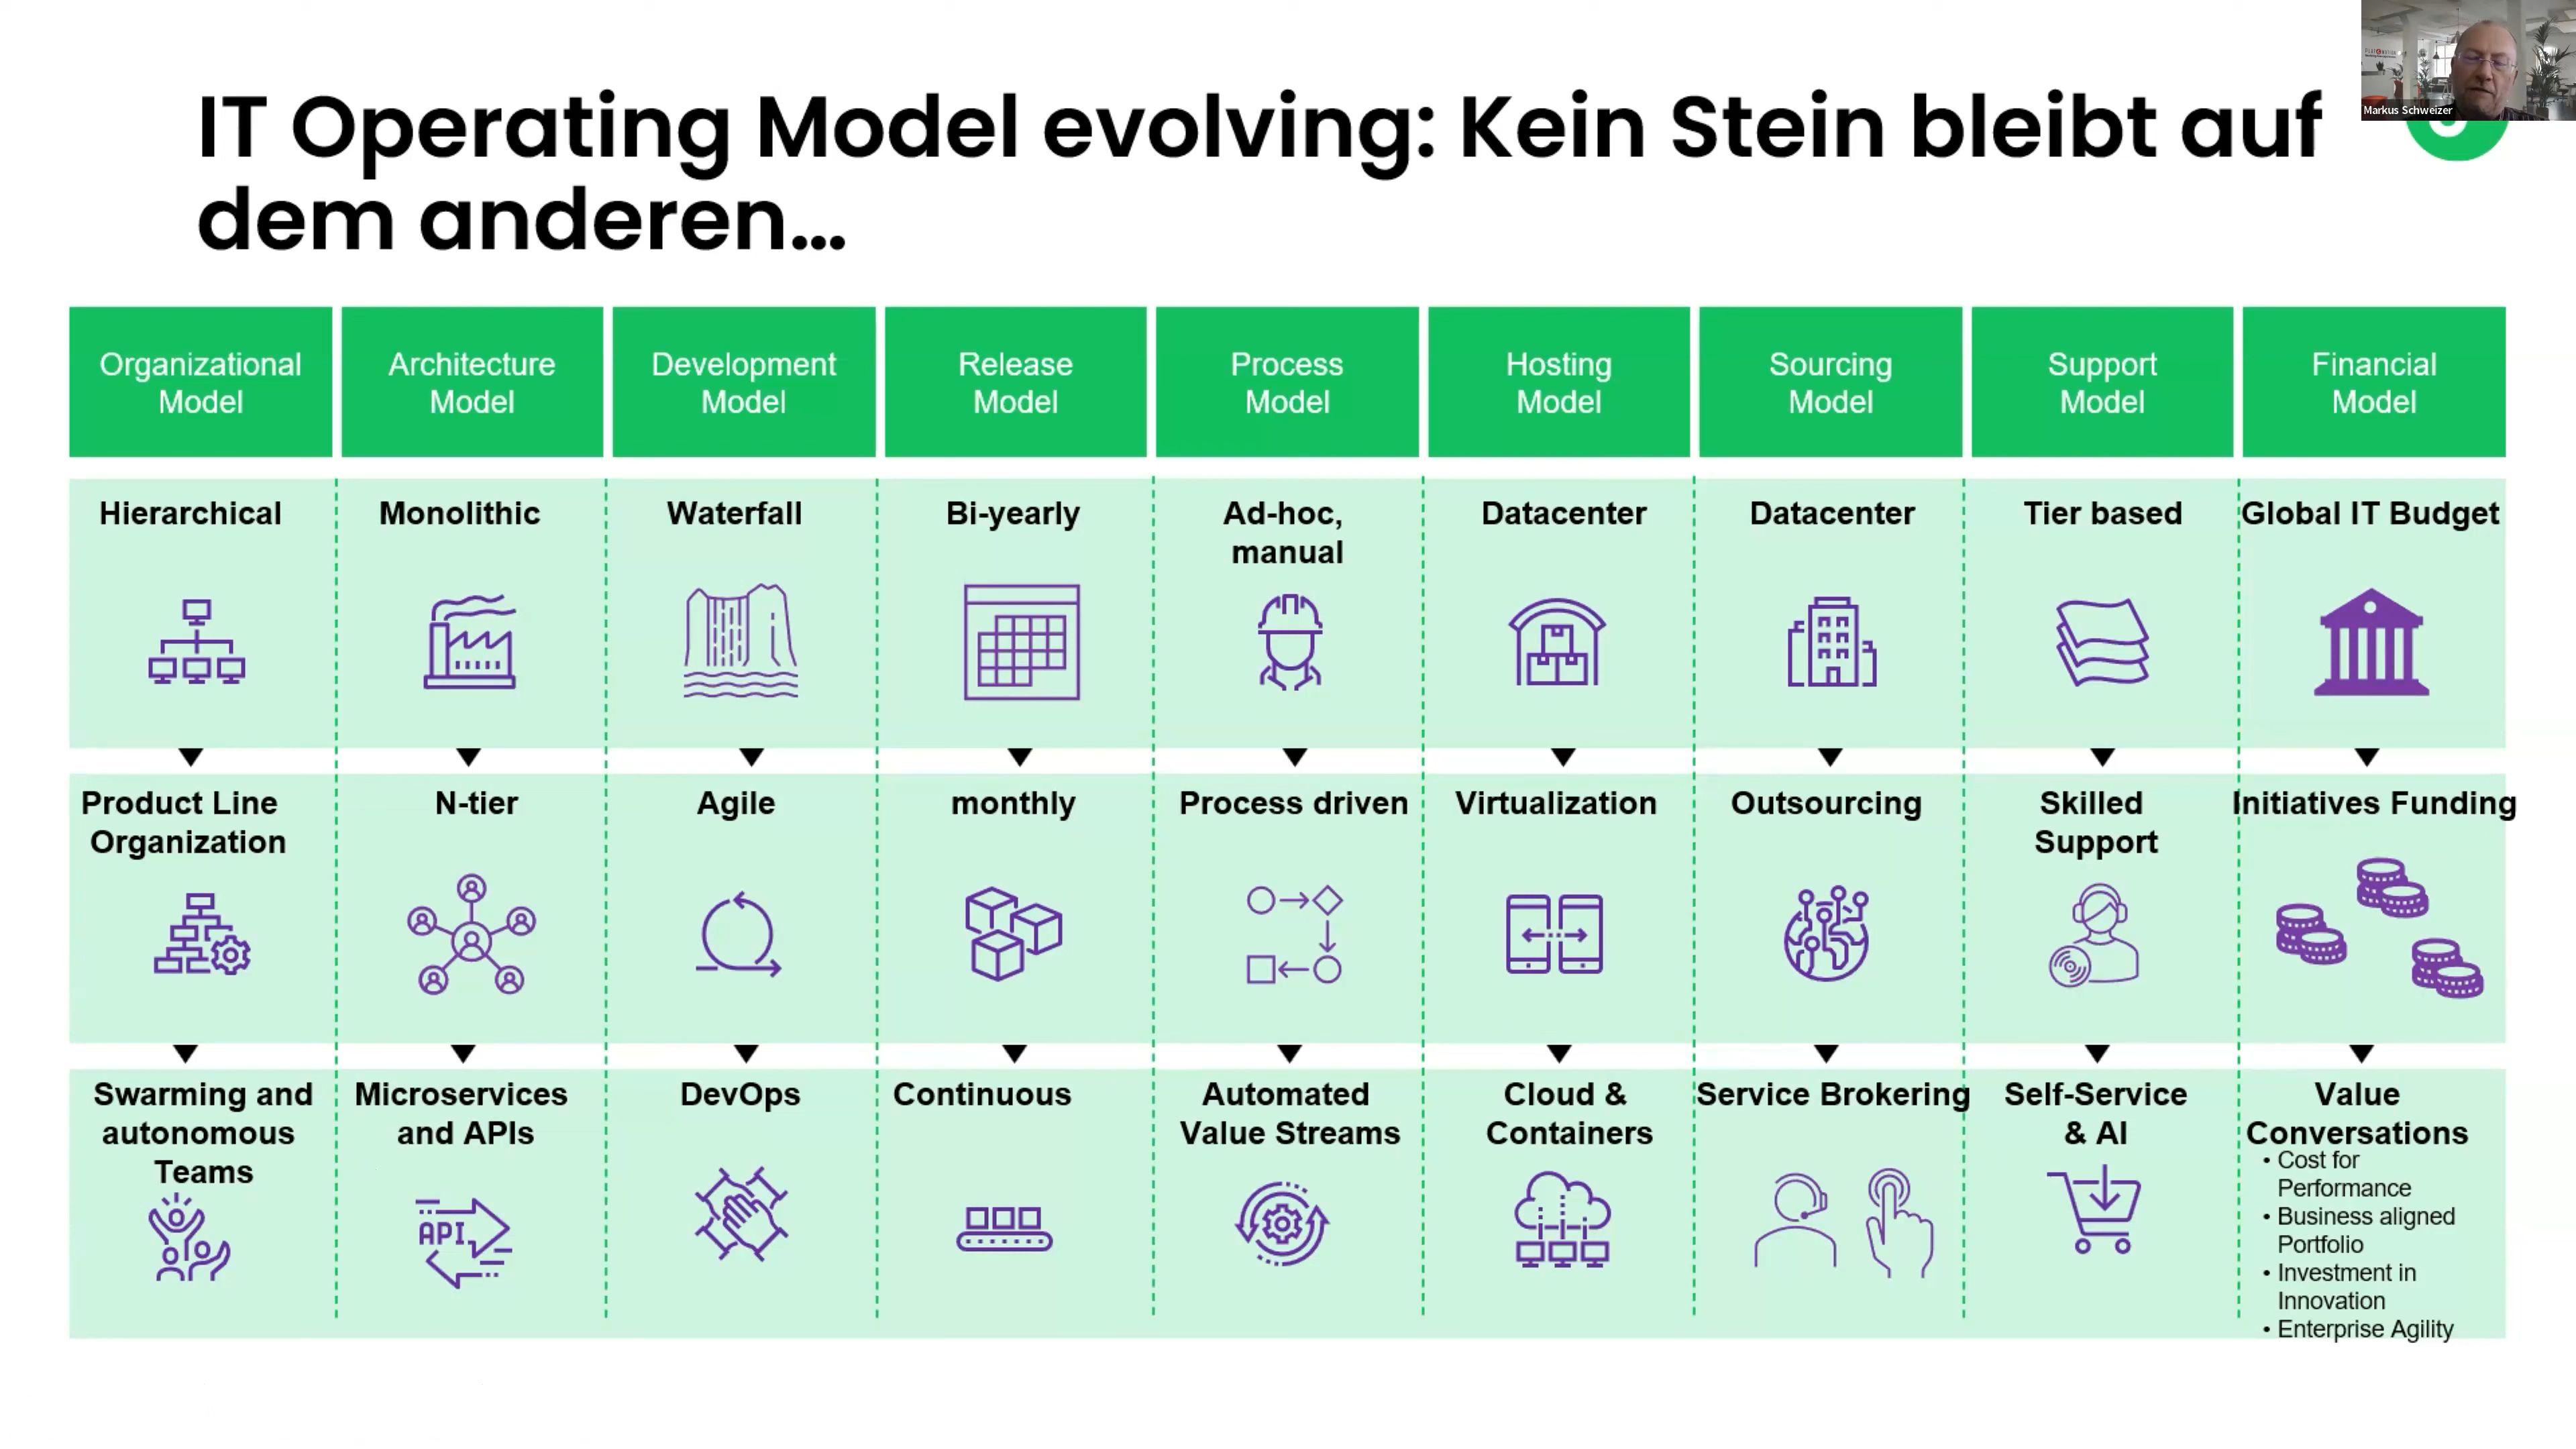 IT Operating Model evolving: Kein Stein bleibt auf
dem anderen...
Markus Schweizer
Organizational
Model
Architecture
Model
Development
Model
Release
Model
Process
Model
Hosting
Model
Sourcing
Model
Support
Model
Financial
Model
Hierarchical
Monolithic
Waterfall
Bi-yearly
Ad-hoc,
manual
Datacenter
Datacenter
Tier based
Global IT Budget
Product Line
Organization
N-tier
Agile
monthly
Process driven
Virtualization
Outsourcing
Skilled
Support
Initiatives Funding
Swarming and
autonomous
Teams
Microservices
and APIs
API
DevOps
Continuous
Automated
Value Streams
Cloud &
Containers
Service Brokering
Self-Service
& AI
Value
Conversations
• Cost for
Performance
• Business aligned
Portfolio
• Investment in
Innovation
• Enterprise Agility